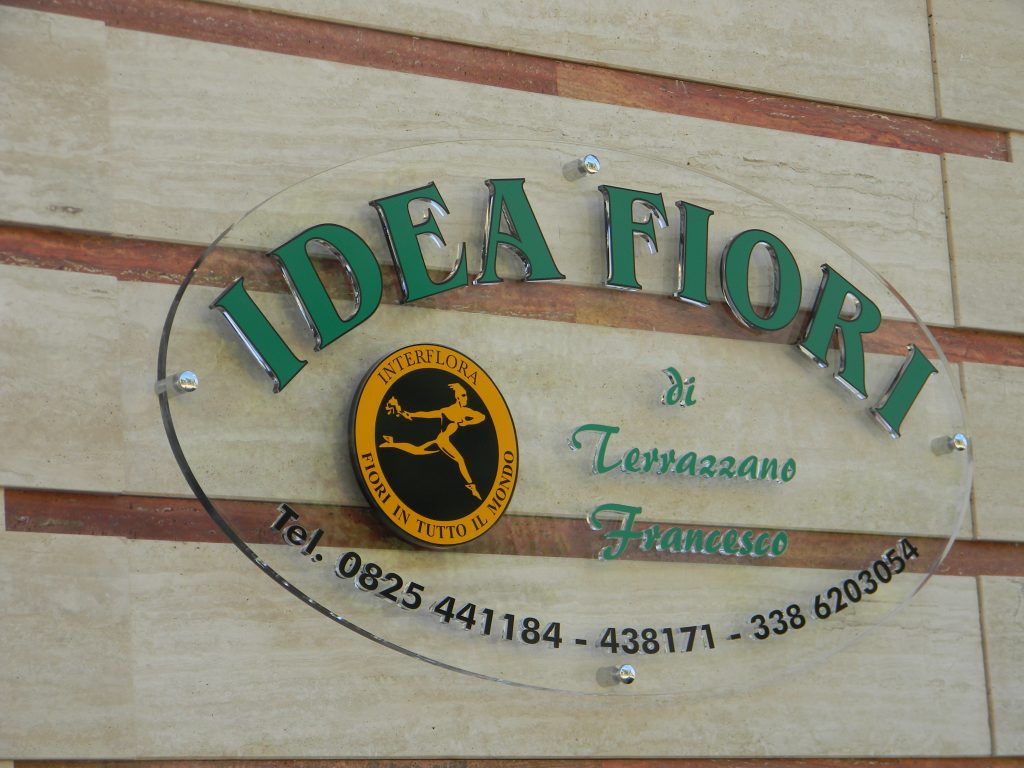 IDEA FIORI
INTERFLORA
FIORI IN TUTTO IL MONDO
di
Terrazzano
Francesco
Tel. 0825 441184 - 438171 - 338 6203054